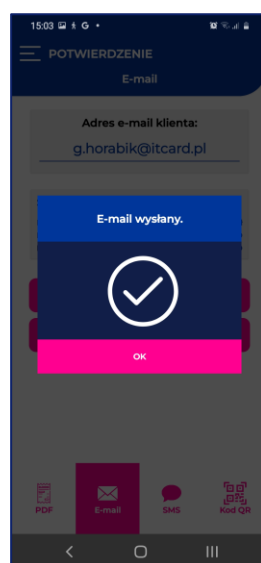 15:03 G
POTWIERDZENIE
E-mail
Adres e-mail klienta:
g.horabik@itcard.pl
E-mail wysłany.
OK
PDF
E-mail
SMS
Kod QR